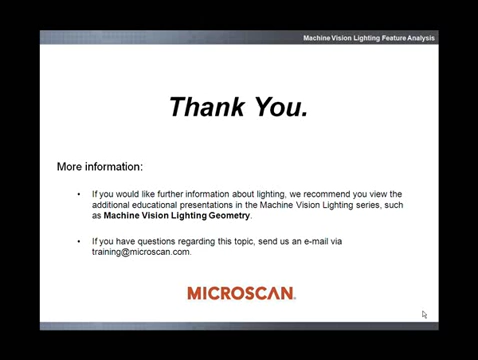 Machine Vision Lighting Feature Analysis
Thank You.
More information:
• If you would like further information about lighting, we recommend you view the
additional educational presentations in the Machine Vision Lighting series, such
as Machine Vision Lighting Geometry.
• If you have questions regarding this topic, send us an e-mail via
training@microscan.com.
MICROSCAN.